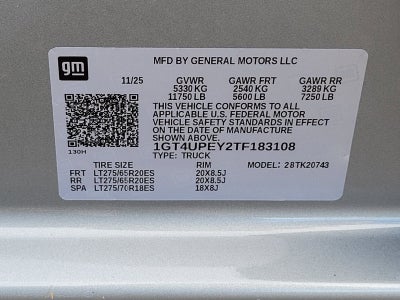 gm
MFD BY GENERAL MOTORS LLC
11/25 GVWR GAWR FRT GAWR RR
5330 KG 2540 KG 3289 KG
11750 LB 5600 LB 7250 LB
THIS VEHICLE CONFORMS TO ALL
APPLICABLE U.S. FEDERAL MOTOR
VEHICLE SAFETY STANDARDS IN EFFECT
ON THE DATE OF MANUFACTURE
SHOWN ABOVE.
130H 1GT4UPEY2TF183108
TYPE: TRUCK
TIRE SIZE RIM MODEL: 28TK20743
FRT LT275/65R20ES 20X8.5J
RR LT275/65R20ES 20X8.5J
SPA LT275/70R18ES 18X8J